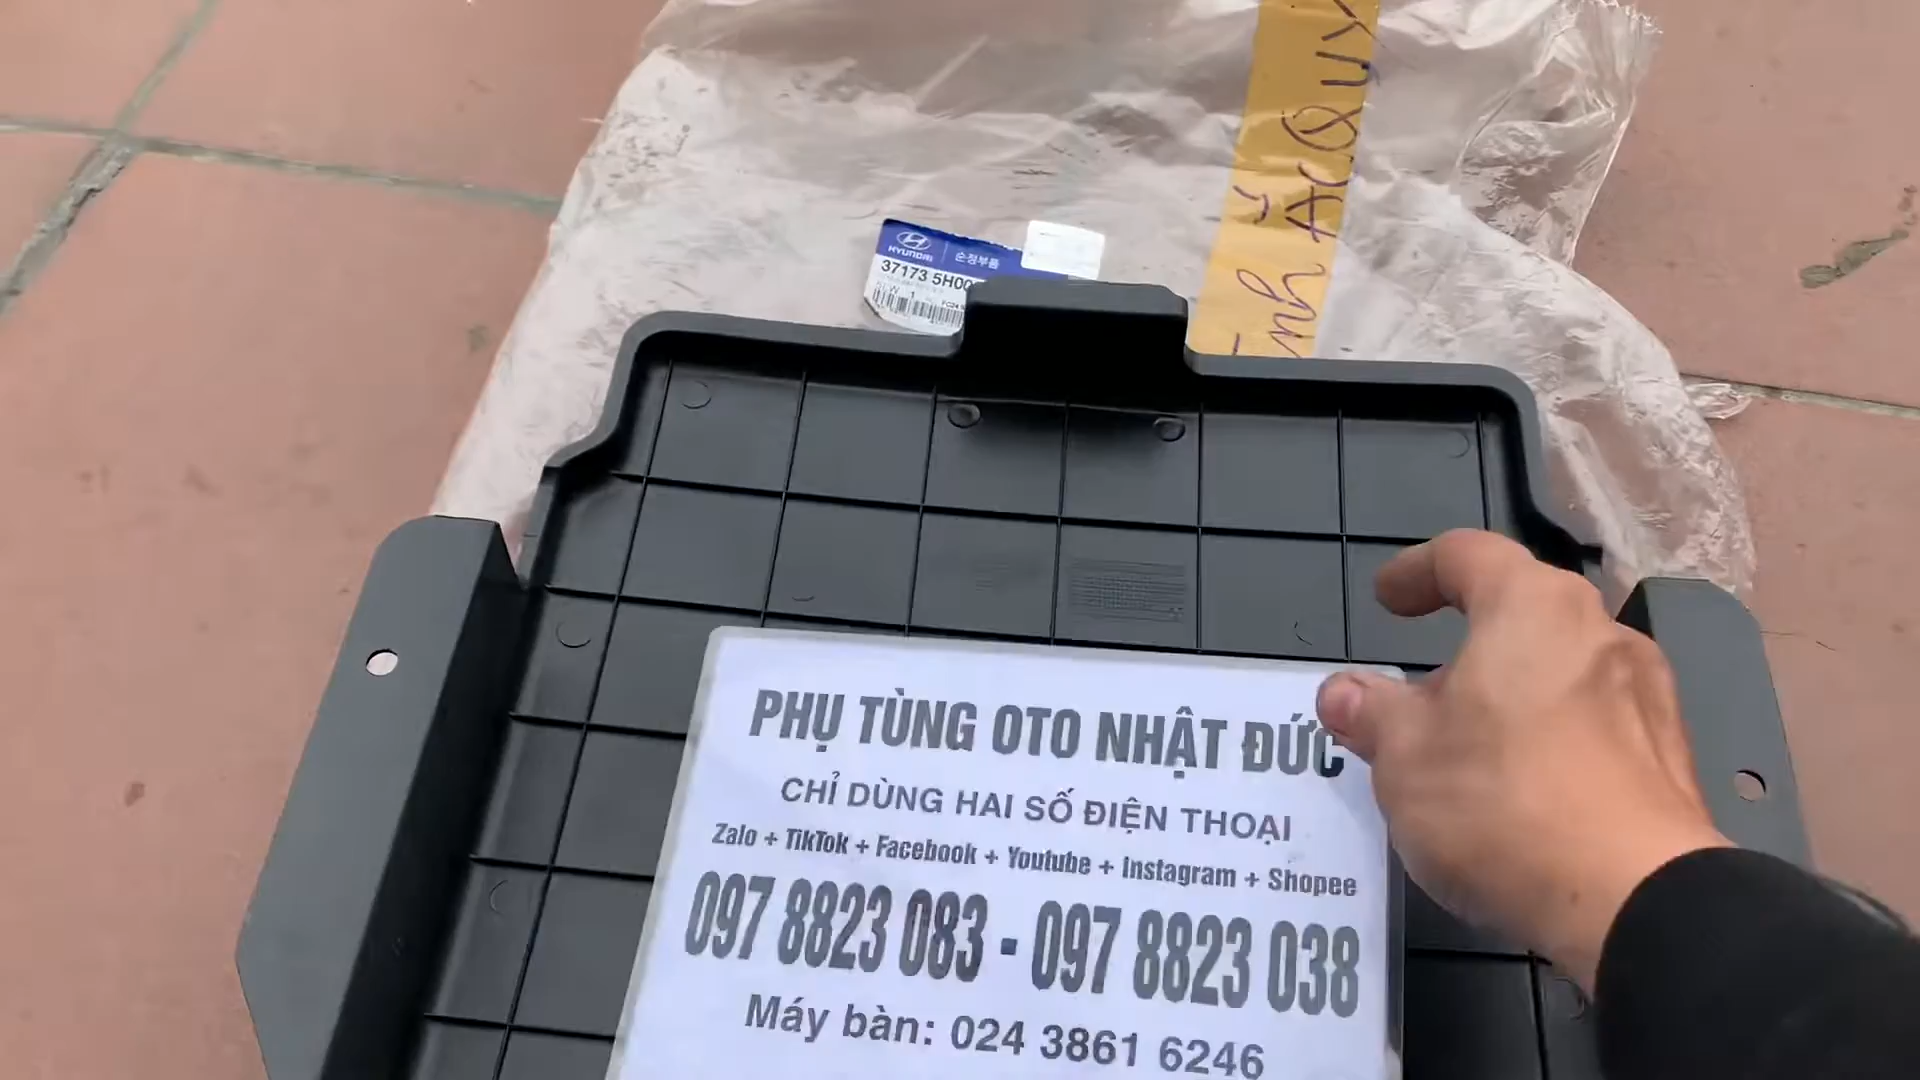 ẮC QUY
HYUNDAI
순정부품
37173 5H00
PHỤ TÙNG OTO NHẬT ĐỨC
CHỈ DÙNG HAI SỐ ĐIỆN THOẠI
Zalo + TikTok + Facebook + Youtube + Instagram + Shopee
097 8823 083 - 097 8823 038
Máy bàn: 024 3861 6246